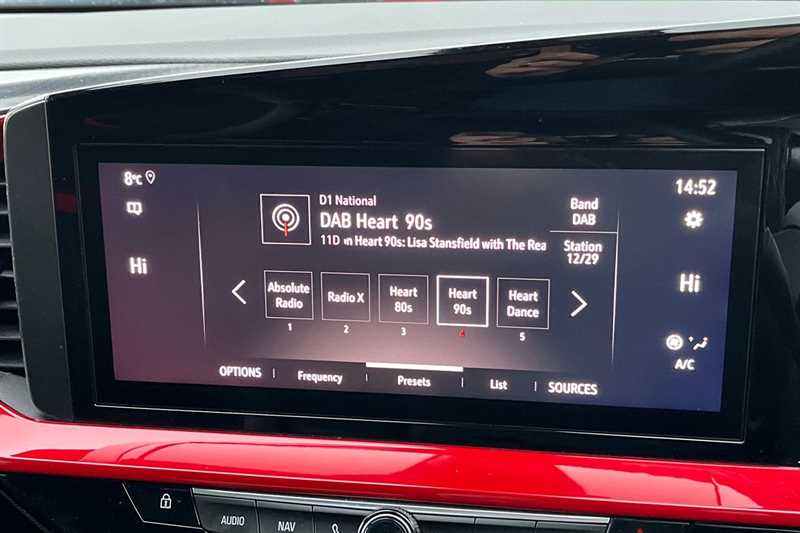 8°C
14:52
D1 National
DAB Heart 90s
11D on Heart 90s: Lisa Stansfield with The Rea
Band
DAB
Station
12/29
Hi
Hi
Absolute
Radio
Radio X
Heart
80s
Heart
90s
Heart
Dance
1
2
3
4
5
A/C
OPTIONS
Frequency
Presets
List
SOURCES
AUDIO
NAV